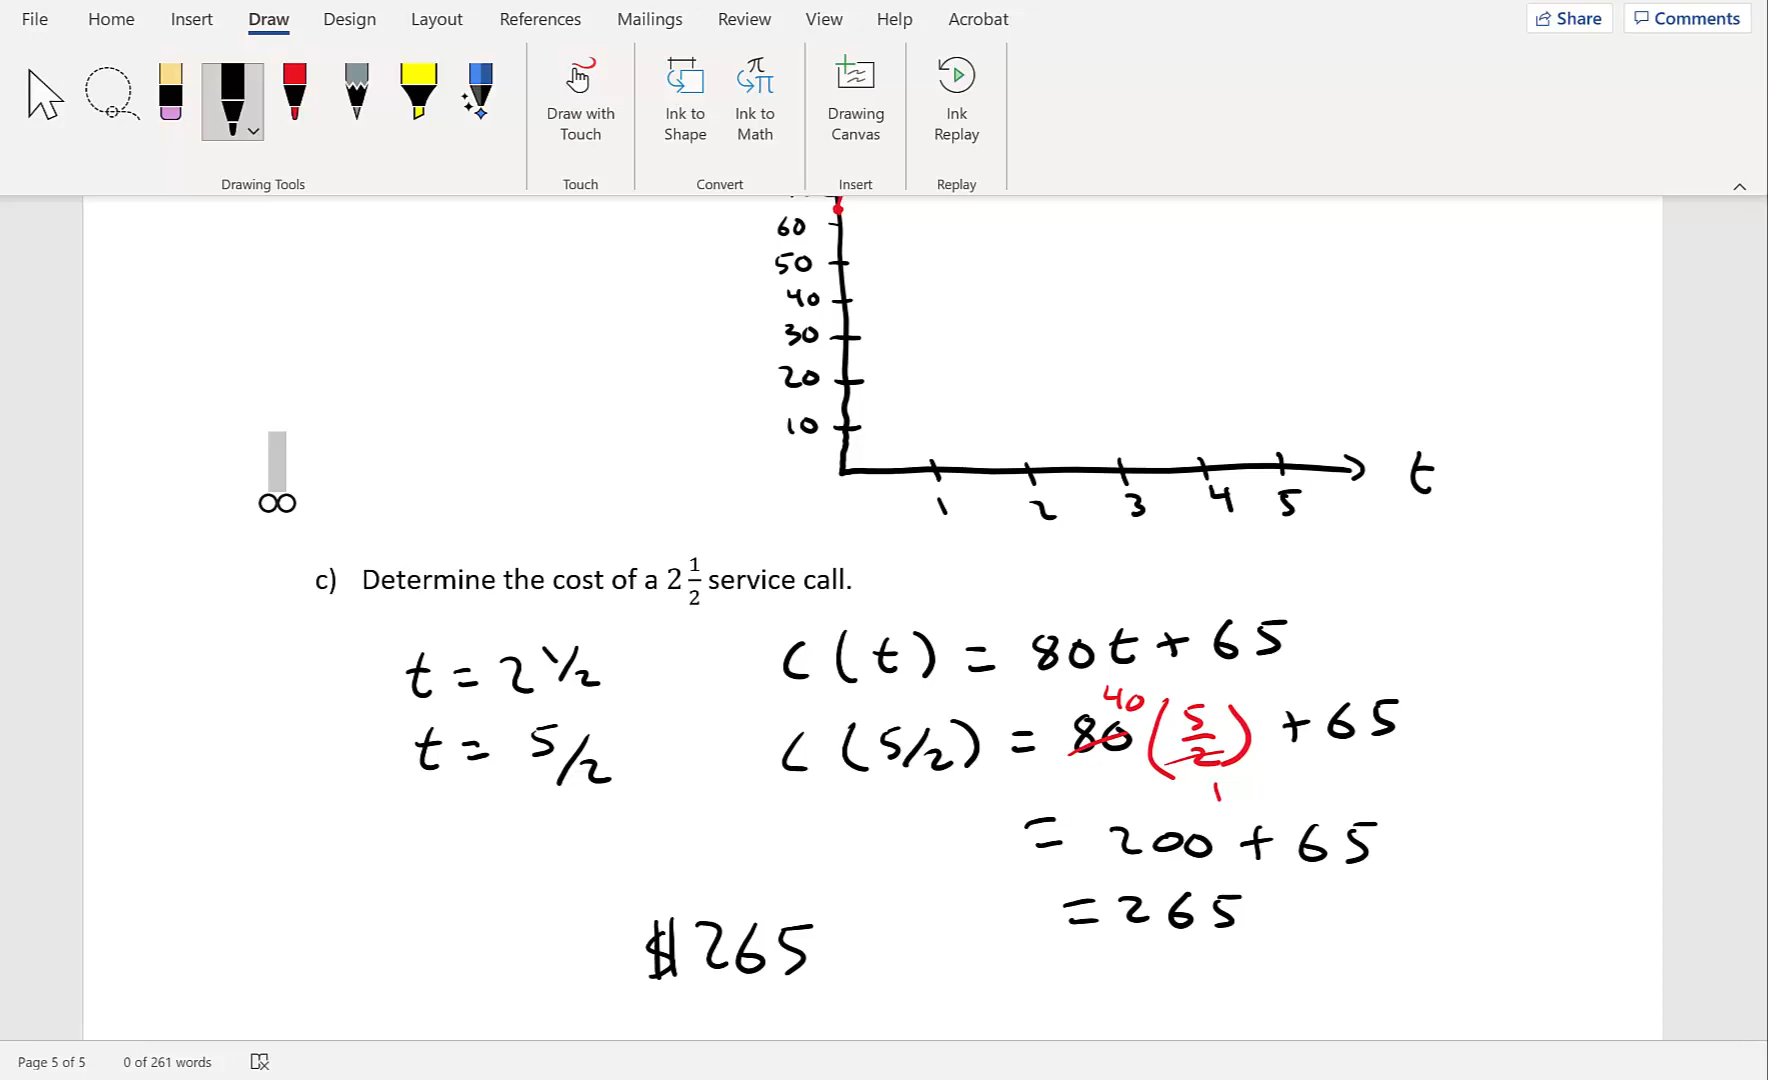 File Home Insert Draw Design Layout References Mailings Review View Help Acrobat Share Comments
Draw with Touch
Ink to Shape
Ink to Math
Drawing Canvas
Ink Replay
Drawing Tools Touch Convert Insert Replay
60
50
40
30
20
10
t
1 2 3 4 5
∞
c) Determine the cost of a 2 1/2 service call.
t = 2 1/2
C(t) = 80t + 65
40
t = 5/2
C(5/2) = 80(5/2) + 65
1
= 200 + 65
= 265
$265
Page 5 of 5 0 of 261 words